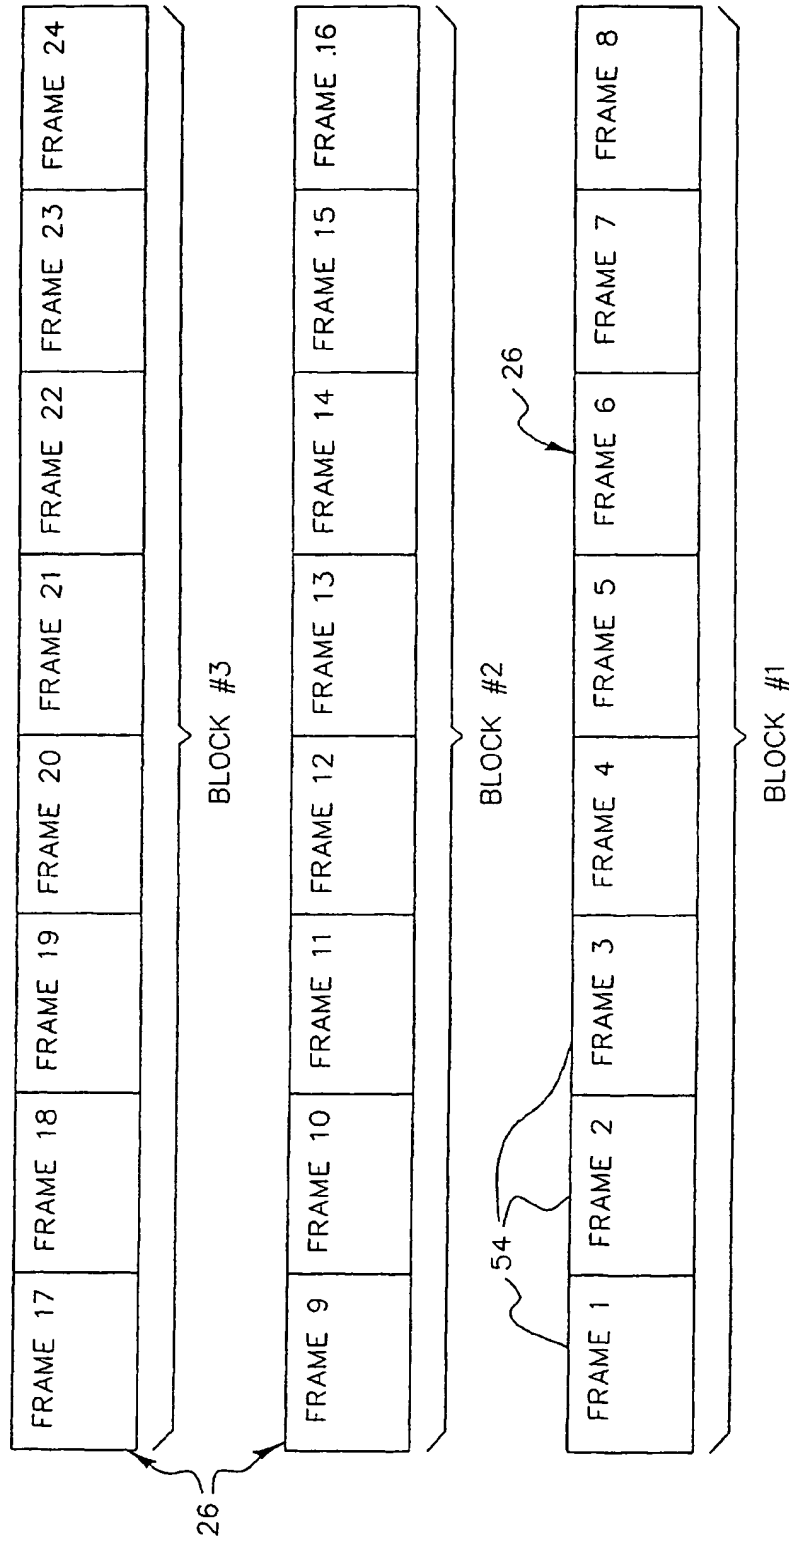 FRAME 17 FRAME 18 FRAME 19 FRAME 20 FRAME 21 FRAME 22 FRAME 23 FRAME 24
BLOCK #3
26
FRAME 9 FRAME 10 FRAME 11 FRAME 12 FRAME 13 FRAME 14 FRAME 15 FRAME .16
BLOCK #2
54
26
FRAME 1 FRAME 2 FRAME 3 FRAME 4 FRAME 5 FRAME 6 FRAME 7 FRAME 8
BLOCK #1